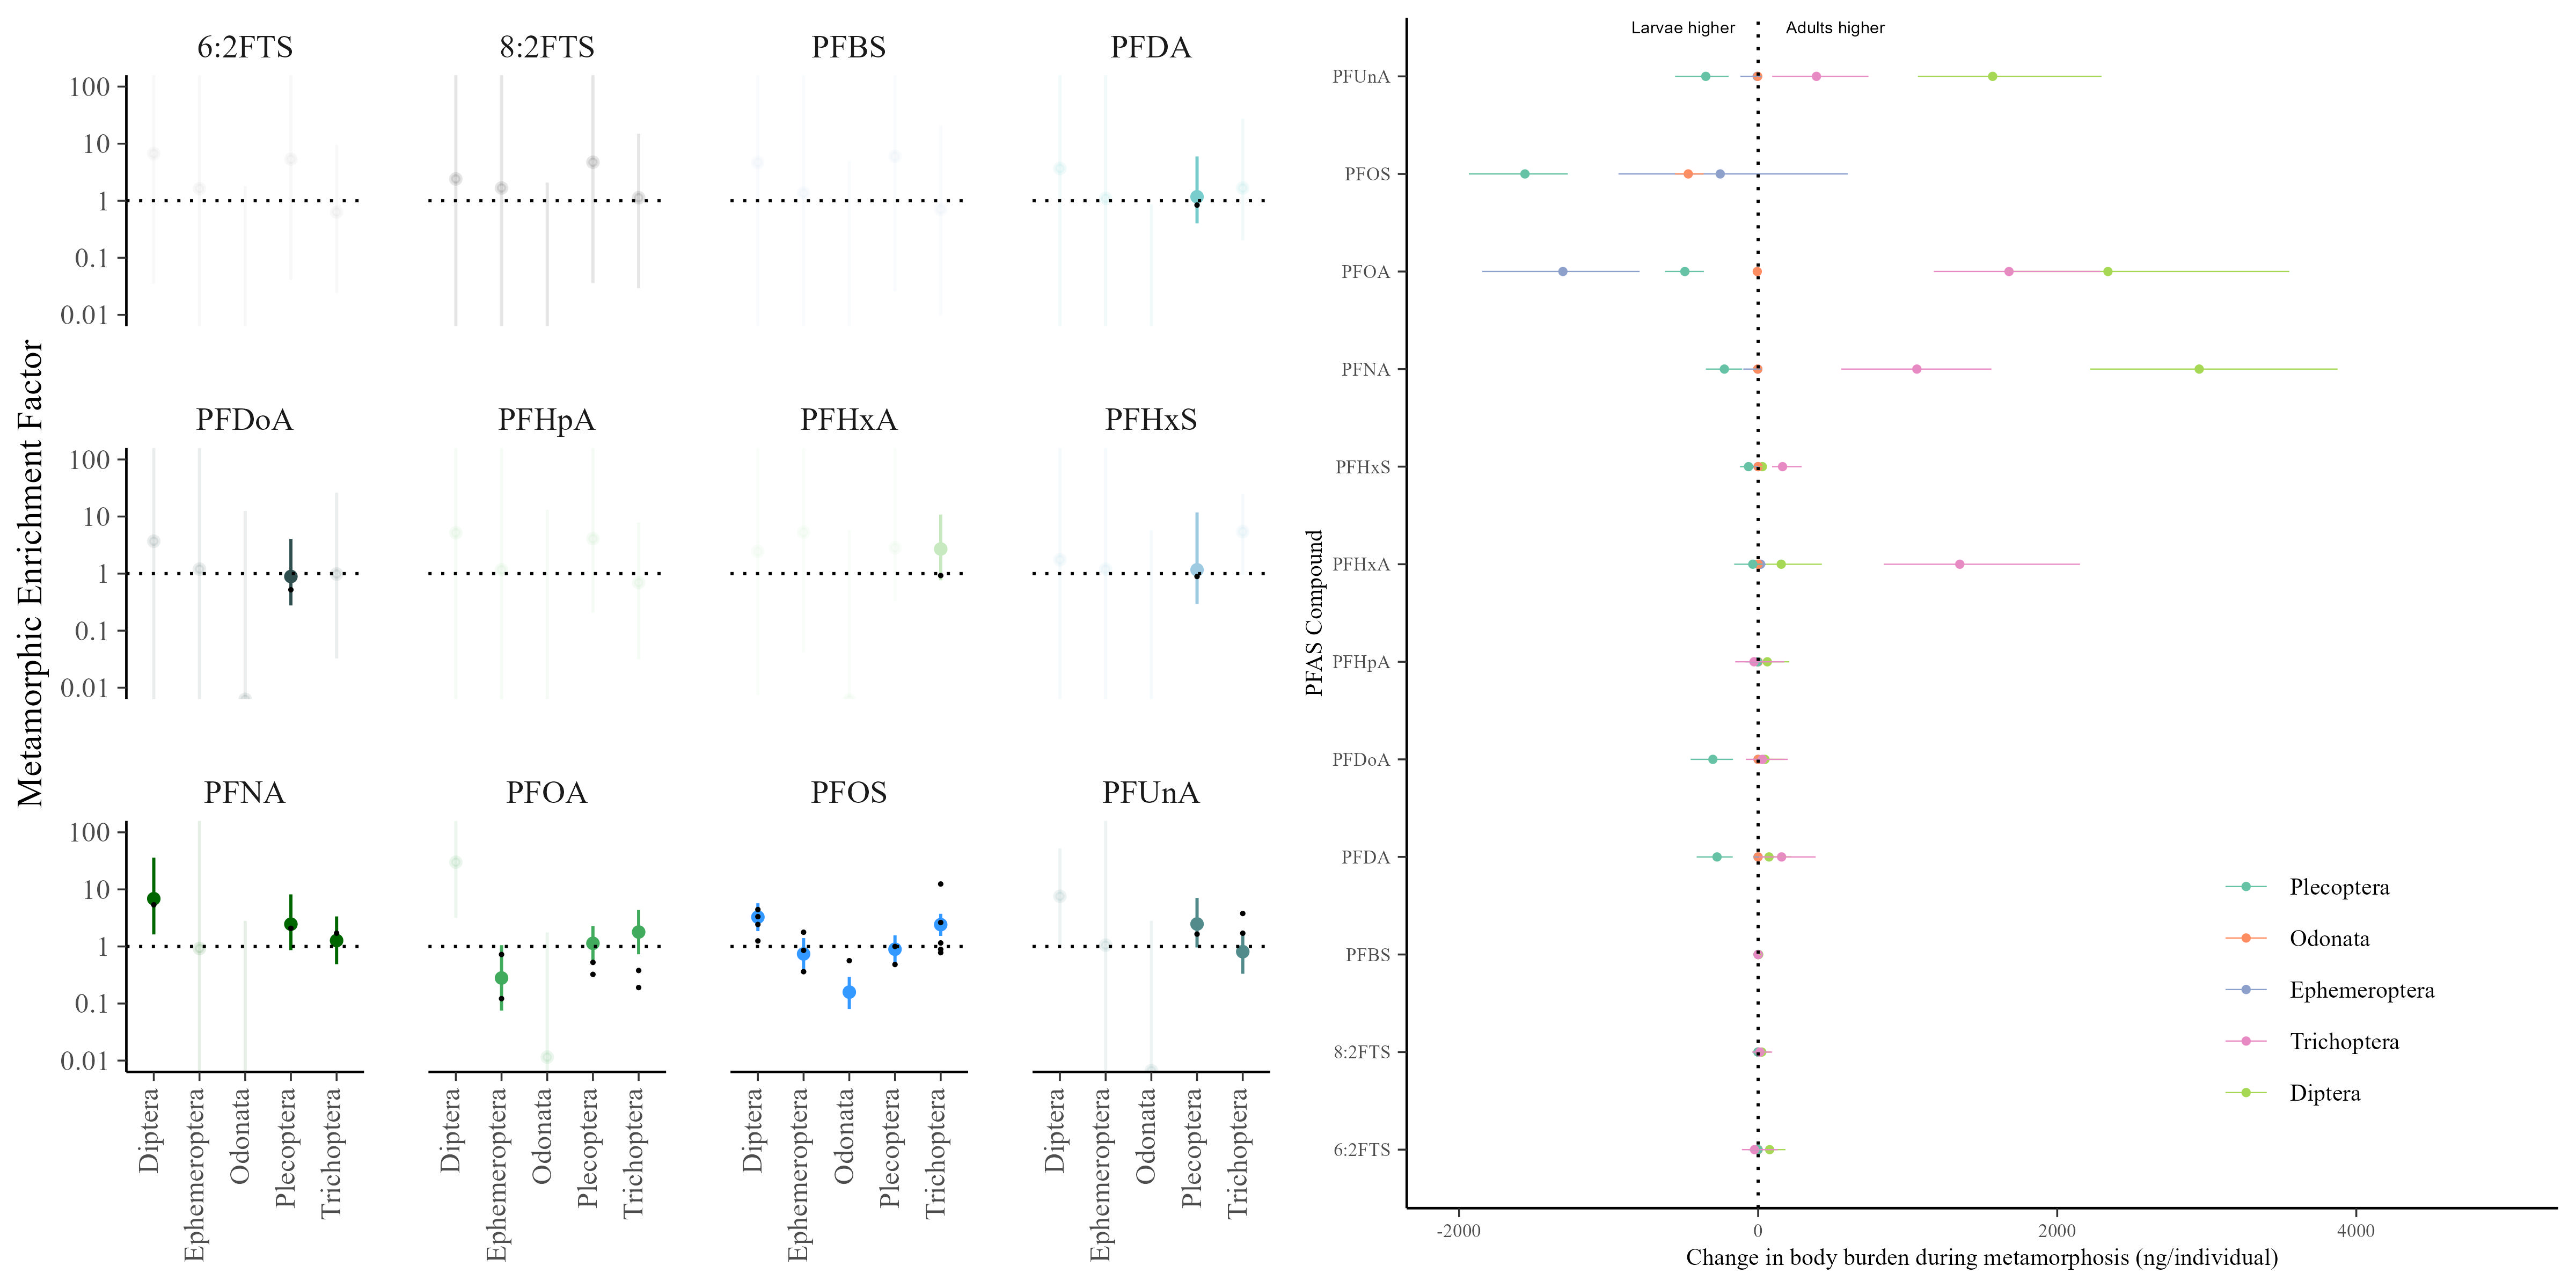 6:2FTS 8:2FTS PFBS PFDA
100
10
1
0.1
0.01
Metamorphic Enrichment Factor
PFDoA PFHpA PFHxA PFHxS
100
10
1
0.1
0.01
PFNA PFOA PFOS PFUnA
100
10
1
0.1
0.01
Diptera Ephemeroptera Odonata Plecoptera Trichoptera
Diptera Ephemeroptera Odonata Plecoptera Trichoptera
Diptera Ephemeroptera Odonata Plecoptera Trichoptera
Diptera Ephemeroptera Odonata Plecoptera Trichoptera
Larvae higher Adults higher
PFAS Compound
PFUnA
PFOS
PFOA
PFNA
PFHxS
PFHxA
PFHpA
PFDoA
PFDA
PFBS
8:2FTS
6:2FTS
Plecoptera
Odonata
Ephemeroptera
Trichoptera
Diptera
-2000 0 2000 4000
Change in body burden during metamorphosis (ng/individual)